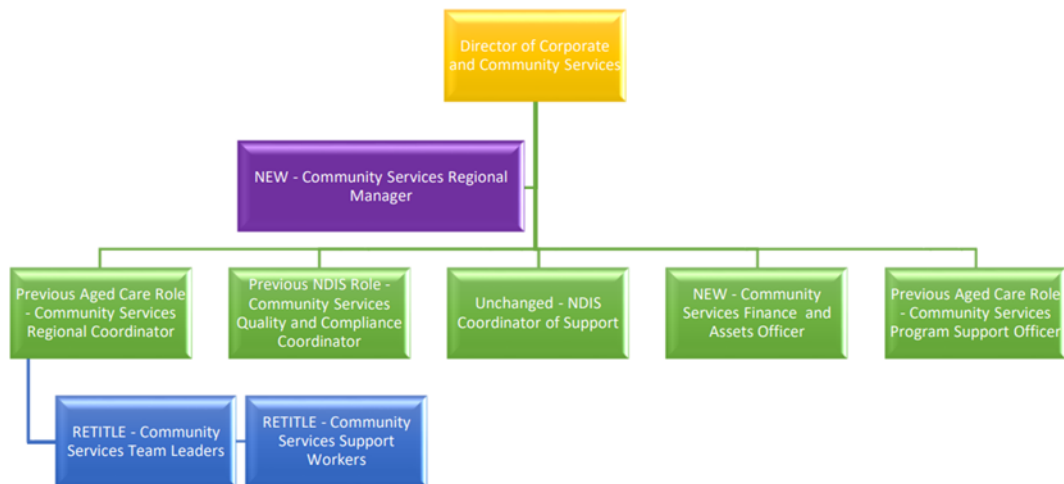 Director of Corporate
and Community Services
NEW - Community Services Regional
Manager
Previous Aged Care Role
- Community Services
Regional Coordinator
Previous NDIS Role -
Community Services
Quality and Compliance
Coordinator
Unchanged - NDIS
Coordinator of Support
NEW - Community
Services Finance and
Assets Officer
Previous Aged Care Role
- Community Services
Program Support Officer
RETITLE - Community
Services Team Leaders
RETITLE - Community
Services Support
Workers